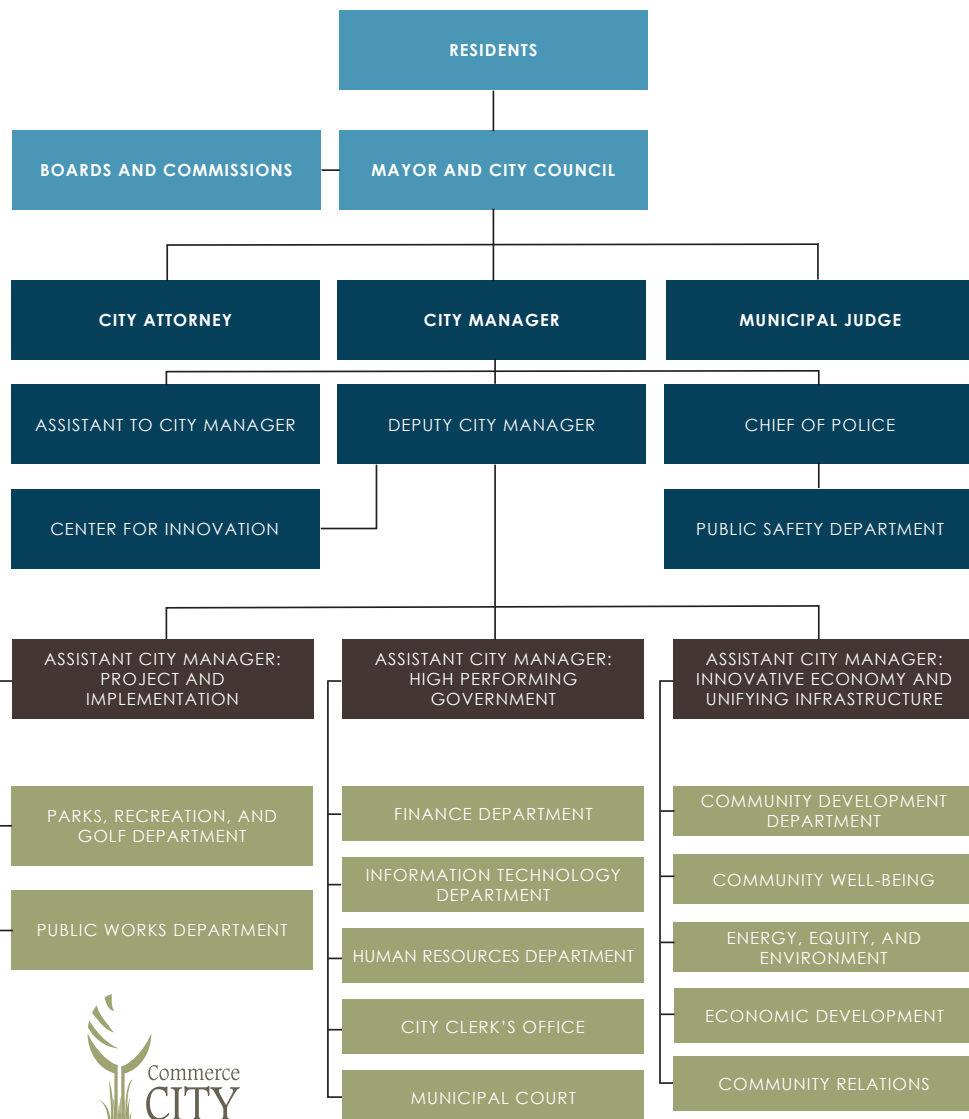 RESIDENTS
BOARDS AND COMMISSIONS
MAYOR AND CITY COUNCIL
CITY ATTORNEY
CITY MANAGER
MUNICIPAL JUDGE
ASSISTANT TO CITY MANAGER
DEPUTY CITY MANAGER
CHIEF OF POLICE
CENTER FOR INNOVATION
PUBLIC SAFETY DEPARTMENT
ASSISTANT CITY MANAGER:
PROJECT AND
IMPLEMENTATION
ASSISTANT CITY MANAGER:
HIGH PERFORMING
GOVERNMENT
ASSISTANT CITY MANAGER:
INNOVATIVE ECONOMY AND
UNIFYING INFRASTRUCTURE
PARKS, RECREATION, AND
GOLF DEPARTMENT
PUBLIC WORKS DEPARTMENT
FINANCE DEPARTMENT
INFORMATION TECHNOLOGY
DEPARTMENT
HUMAN RESOURCES DEPARTMENT
CITY CLERK’S OFFICE
MUNICIPAL COURT
COMMUNITY DEVELOPMENT
DEPARTMENT
COMMUNITY WELL-BEING
ENERGY, EQUITY, AND
ENVIRONMENT
ECONOMIC DEVELOPMENT
COMMUNITY RELATIONS
Commerce
CITY